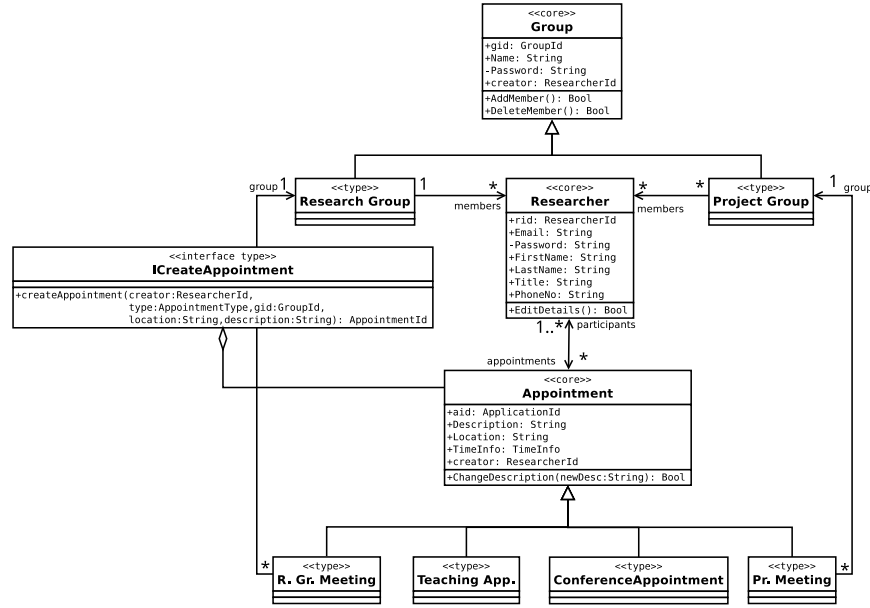 <<core>>
Group
+gid: GroupId
+Name: String
-Password: String
+creator: ResearcherId
+AddMember(): Bool
+DeleteMember(): Bool
group 1
<<type>>
Research Group
1
*
members
<<core>>
Researcher
+rid: ResearcherId
+Email: String
-Password: String
+FirstName: String
+LastName: String
+Title: String
+PhoneNo: String
+EditDetails(): Bool
*
members
*
<<type>>
Project Group
1
group
<<interface type>>
ICreateAppointment
+createAppointment(creator:ResearcherId,
type:AppointmentType,gid:GroupId,
location:String,description:String): AppointmentId
1..*
participants
appointments
*
<<core>>
Appointment
+aid: ApplicationId
+Description: String
+Location: String
+TimeInfo: TimeInfo
+creator: ResearcherId
+ChangeDescription(newDesc:String): Bool
*
<<type>>
R. Gr. Meeting
<<type>>
Teaching App.
<<type>>
ConferenceAppointment
<<type>>
Pr. Meeting
*